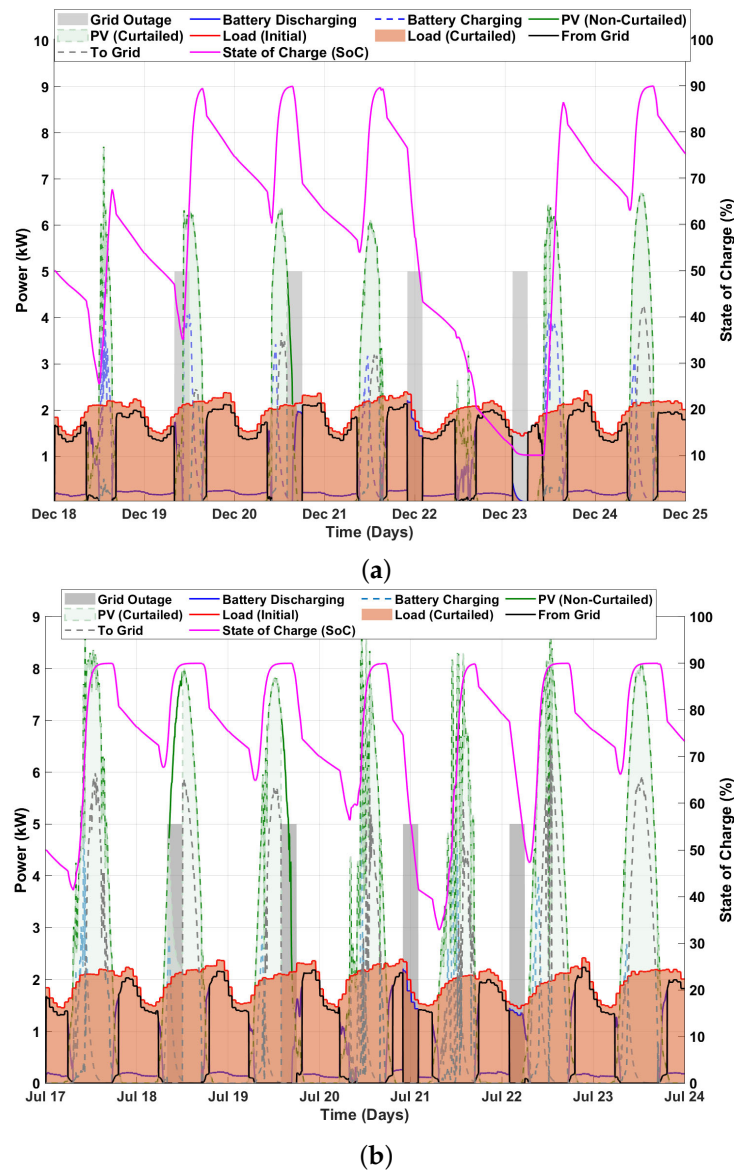 Grid Outage Battery Discharging Battery Charging PV (Non-Curtailed)
PV (Curtailed) Load (Initial) Load (Curtailed) From Grid
To Grid State of Charge (SoC)
10 100
9 90
8 80
7 70
6 60
5 50
4 40
3 30
2 20
1 10
Power (kW)
State of Charge (%)
Dec 18 Dec 19 Dec 20 Dec 21 Dec 22 Dec 23 Dec 24 Dec 25
Time (Days)
(a)
Grid Outage Battery Discharging Battery Charging PV (Non-Curtailed)
PV (Curtailed) Load (Initial) Load (Curtailed) From Grid
To Grid State of Charge (SoC)
9 100
8 90
7 80
6 70
5 60
4 50
3 40
2 30
1 20
0 10
0
Power (kW)
State of Charge (%)
Jul 17 Jul 18 Jul 19 Jul 20 Jul 21 Jul 22 Jul 23 Jul 24
Time (Days)
(b)